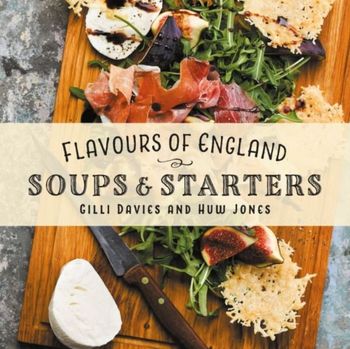 FLAVOURS OF ENGLAND
SOUPS & STARTERS
GILLI DAVIES AND HUW JONES